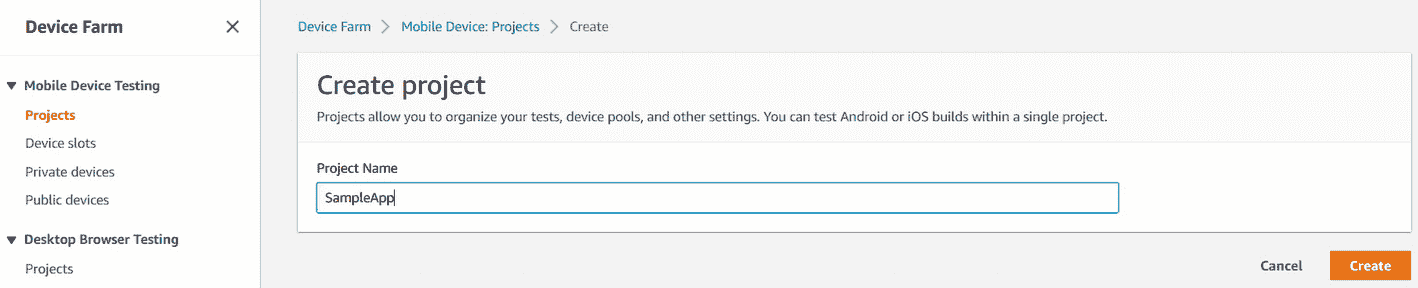 Device Farm
Mobile Device Testing
Projects
Device slots
Private devices
Public devices
Desktop Browser Testing
Projects
Device Farm > Mobile Device: Projects > Create
Create project
Projects allow you to organize your tests, device pools, and other settings. You can test Android or iOS builds within a single project.
Project Name
SampleApp
Cancel Create